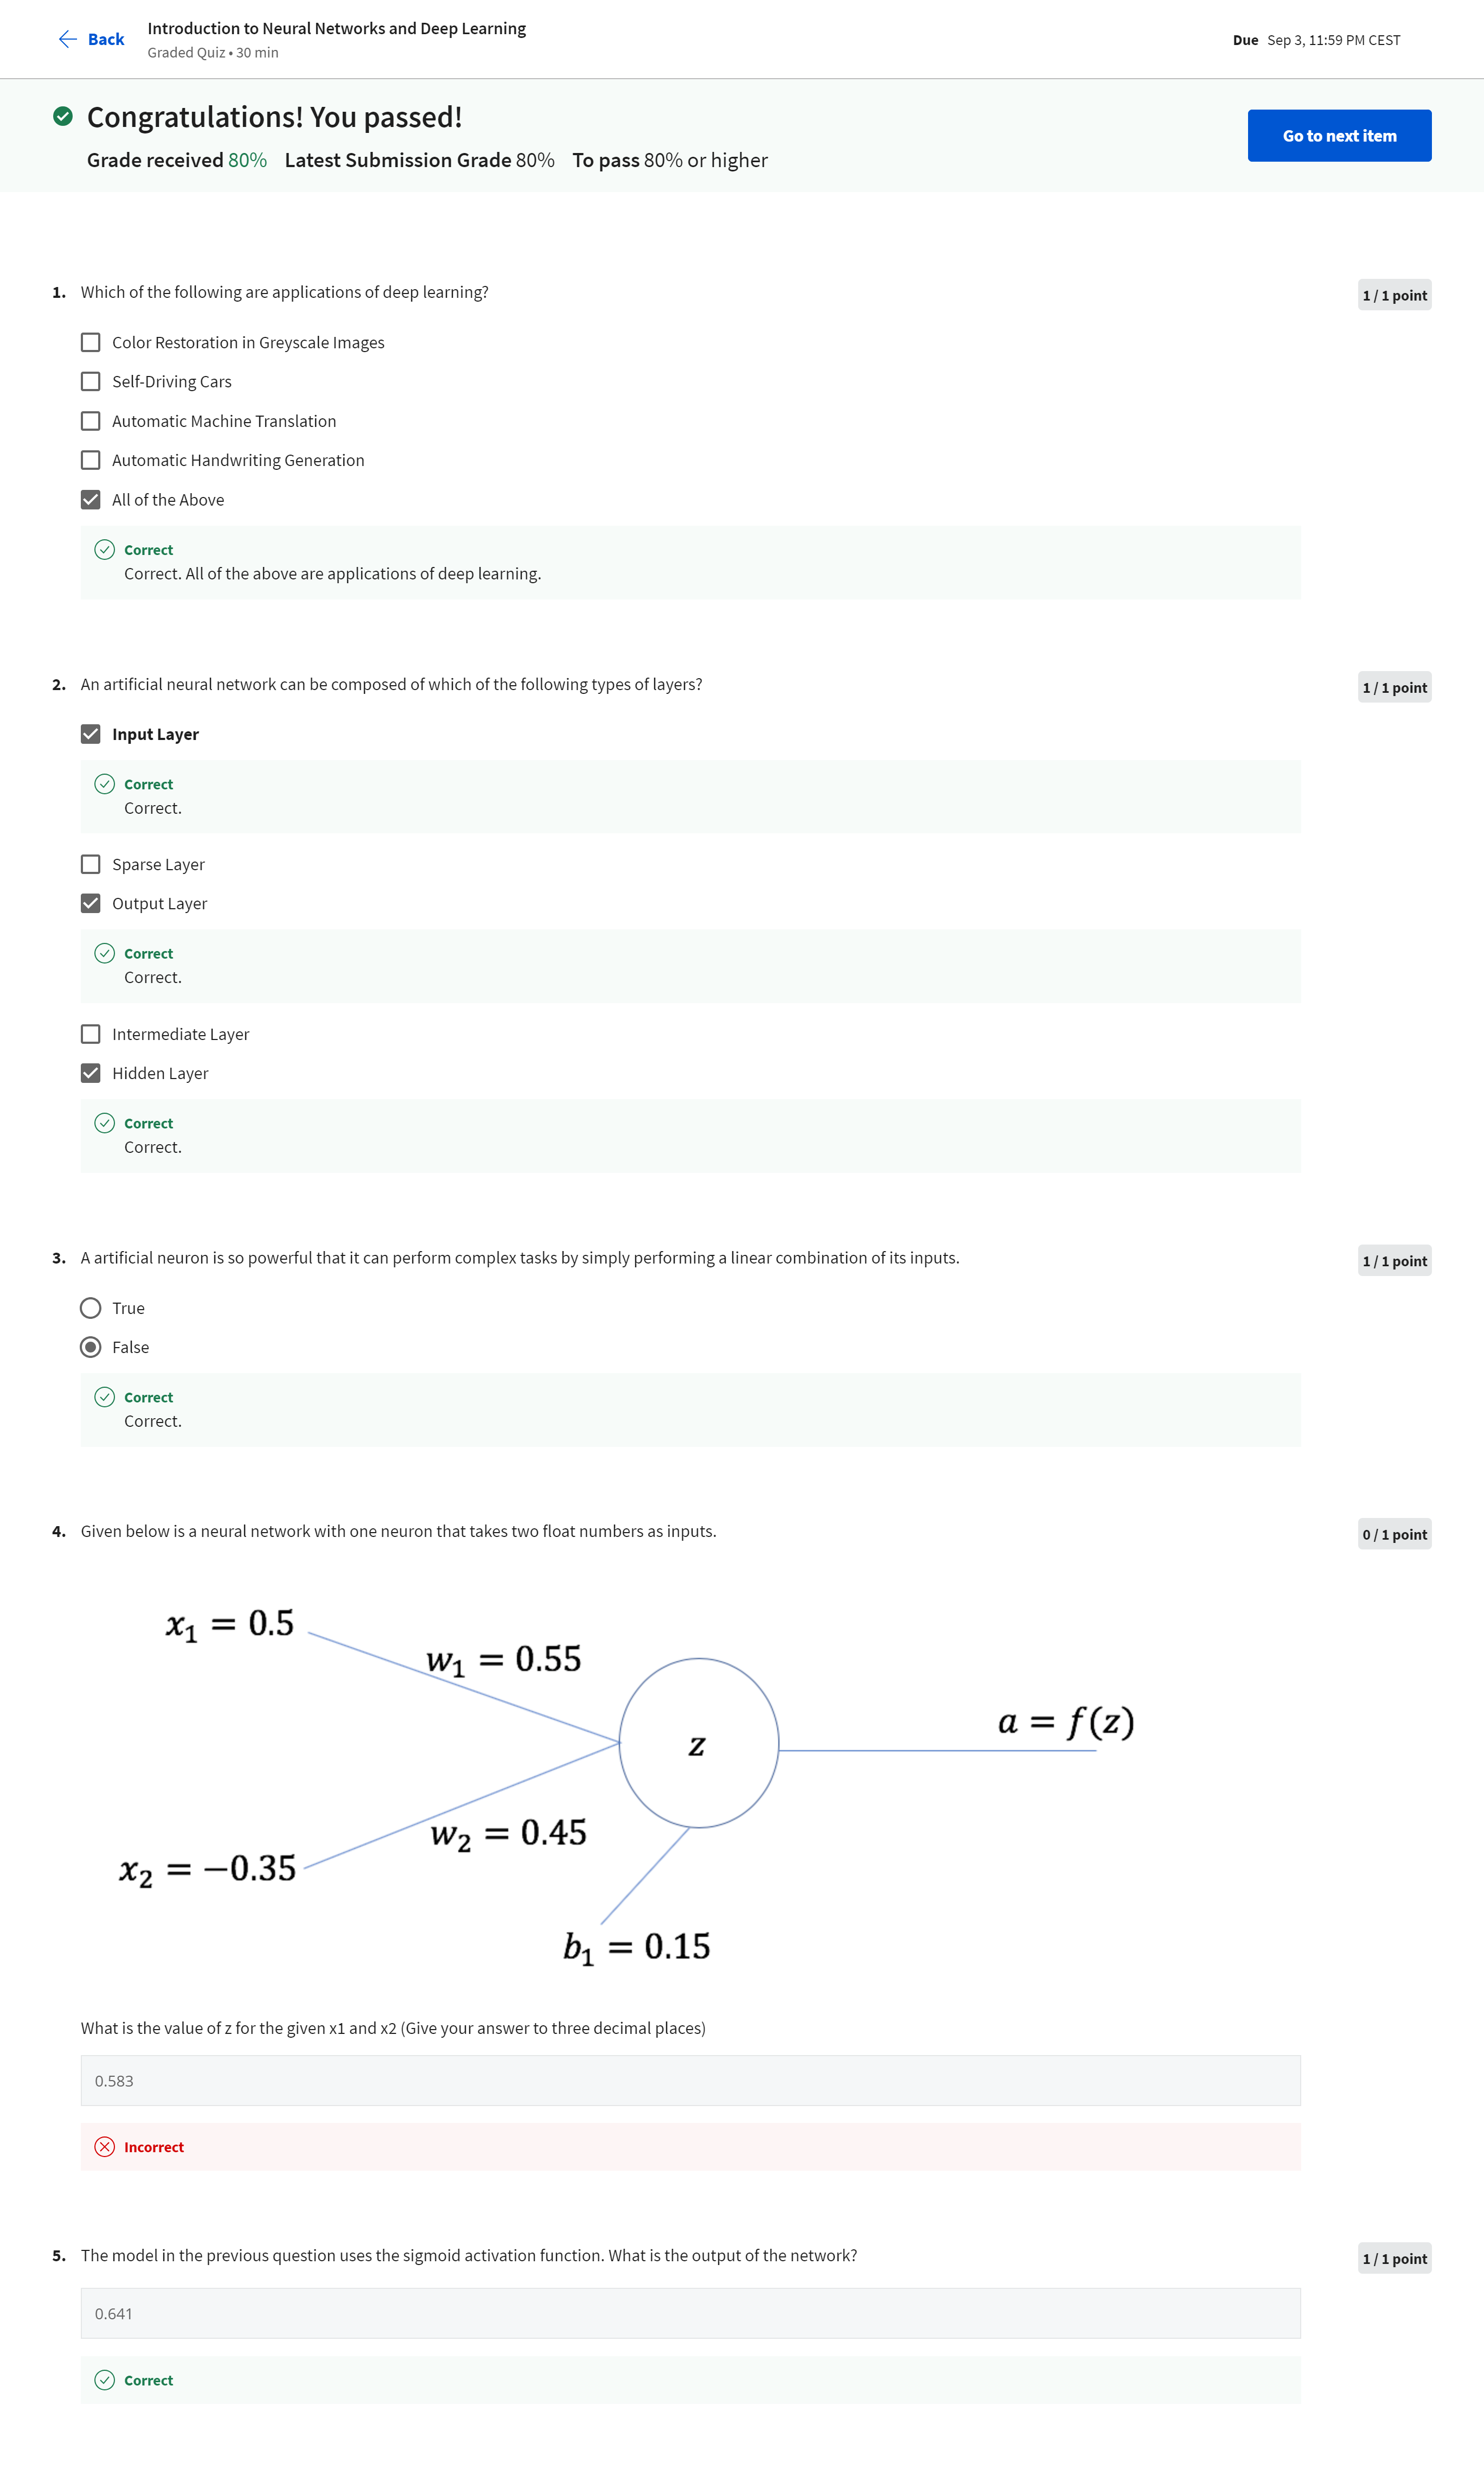 Back
Introduction to Neural Networks and Deep Learning
Graded Quiz • 30 min
Due Sep 3, 11:59 PM CEST
Congratulations! You passed!
Grade received 80% Latest Submission Grade 80% To pass 80% or higher
Go to next item
1. Which of the following are applications of deep learning?
1 / 1 point
Color Restoration in Greyscale Images
Self-Driving Cars
Automatic Machine Translation
Automatic Handwriting Generation
All of the Above
Correct
Correct. All of the above are applications of deep learning.
2. An artificial neural network can be composed of which of the following types of layers?
1 / 1 point
Input Layer
Correct
Correct.
Sparse Layer
Output Layer
Correct
Correct.
Intermediate Layer
Hidden Layer
Correct
Correct.
3. A artificial neuron is so powerful that it can perform complex tasks by simply performing a linear combination of its inputs.
1 / 1 point
True
False
Correct
Correct.
4. Given below is a neural network with one neuron that takes two float numbers as inputs.
0 / 1 point
x₁ = 0.5
w₁ = 0.55
z
a = f(z)
w₂ = 0.45
x₂ = −0.35
b₁ = 0.15
What is the value of z for the given x1 and x2 (Give your answer to three decimal places)
0.583
Incorrect
5. The model in the previous question uses the sigmoid activation function. What is the output of the network?
1 / 1 point
0.641
Correct